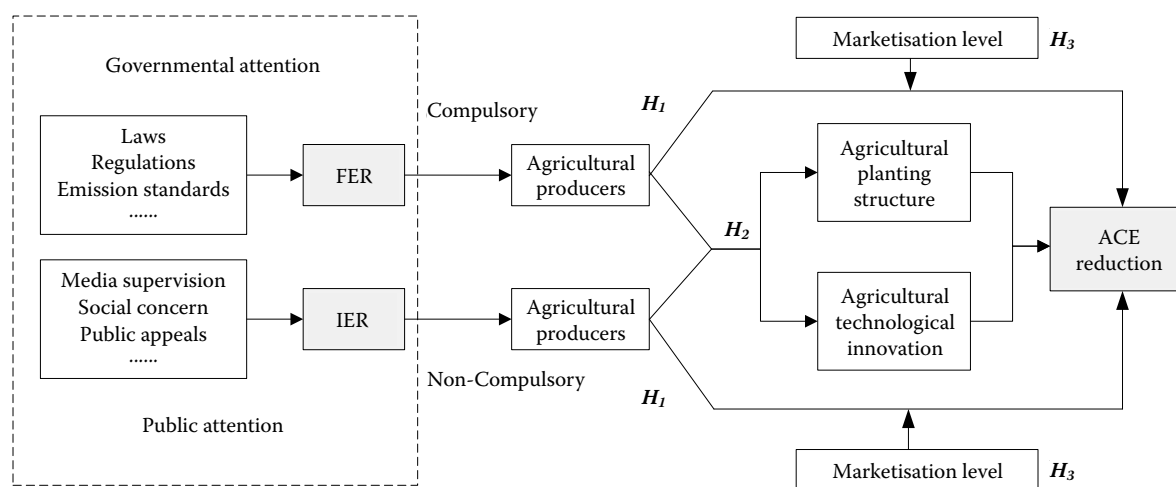 Governmental attention
Laws
Regulations
Emission standards
......
FER
Compulsory
Agricultural
producers
Media supervision
Social concern
Public appeals
......
IER
Non-Compulsory
Agricultural
producers
Public attention
H1
H2
H1
Marketisation level
H3
Agricultural
planting
structure
Agricultural
technological
innovation
ACE
reduction
Marketisation level
H3